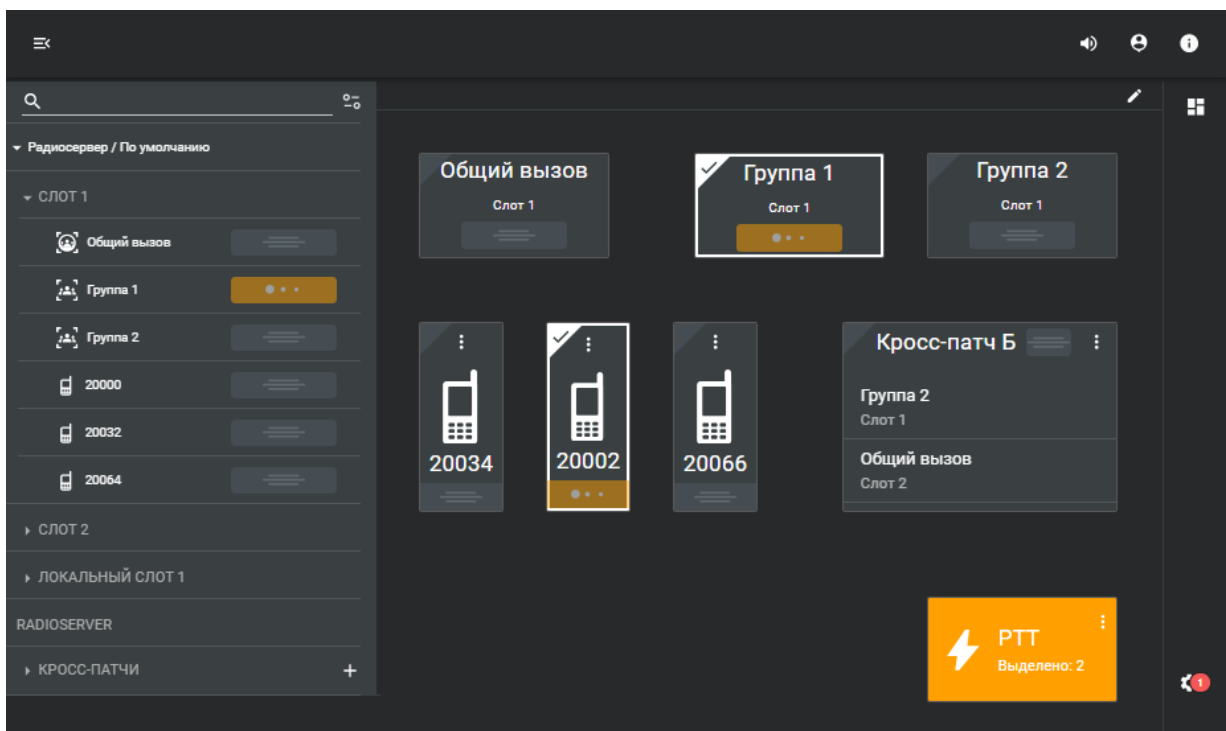 Радиосервер / По умолчанию
СЛОТ 1
Общий вызов
Группа 1
Группа 2
20000
20032
20064
СЛОТ 2
ЛОКАЛЬНЫЙ СЛОТ 1
RADIOSERVER
КРОСС-ПАТЧИ
Общий вызов
Слот 1
Группа 1
Слот 1
Группа 2
Слот 1
20034
20002
20066
Кросс-патч Б
Группа 2
Слот 1
Общий вызов
Слот 2
PTT
Выделено: 2
1